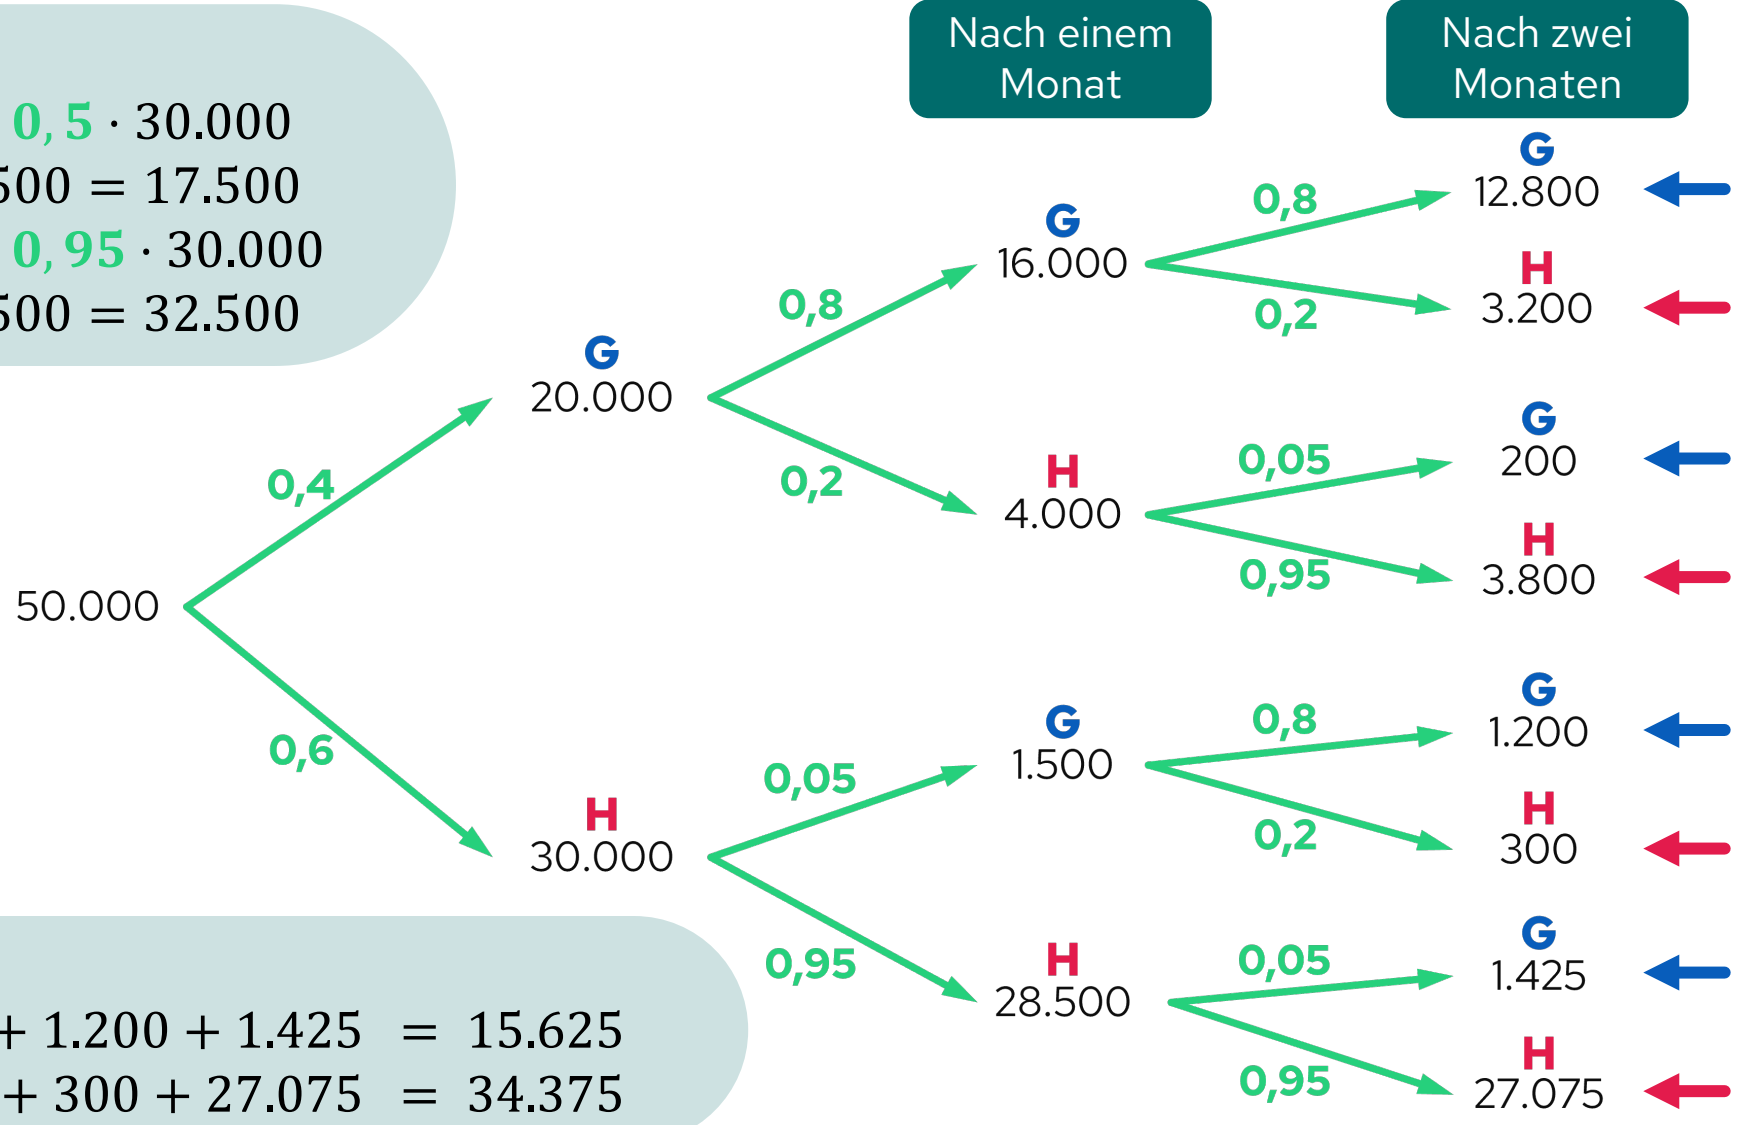 0,5 · 30.000
500 = 17.500
0,95 · 30.000
500 = 32.500
Nach einem
Monat
Nach zwei
Monaten
G
12.800
0,8
G
16.000
H
3.200
0,2
0,8
G
20.000
G
200
0,05
0,4
0,2
H
4.000
H
3.800
0,95
50.000
G
1.200
0,8
G
1.500
0,6
0,05
H
30.000
H
300
0,2
G
1.425
0,05
0,95
H
28.500
H
27.075
0,95
+ 1.200 + 1.425 = 15.625
+ 300 + 27.075 = 34.375